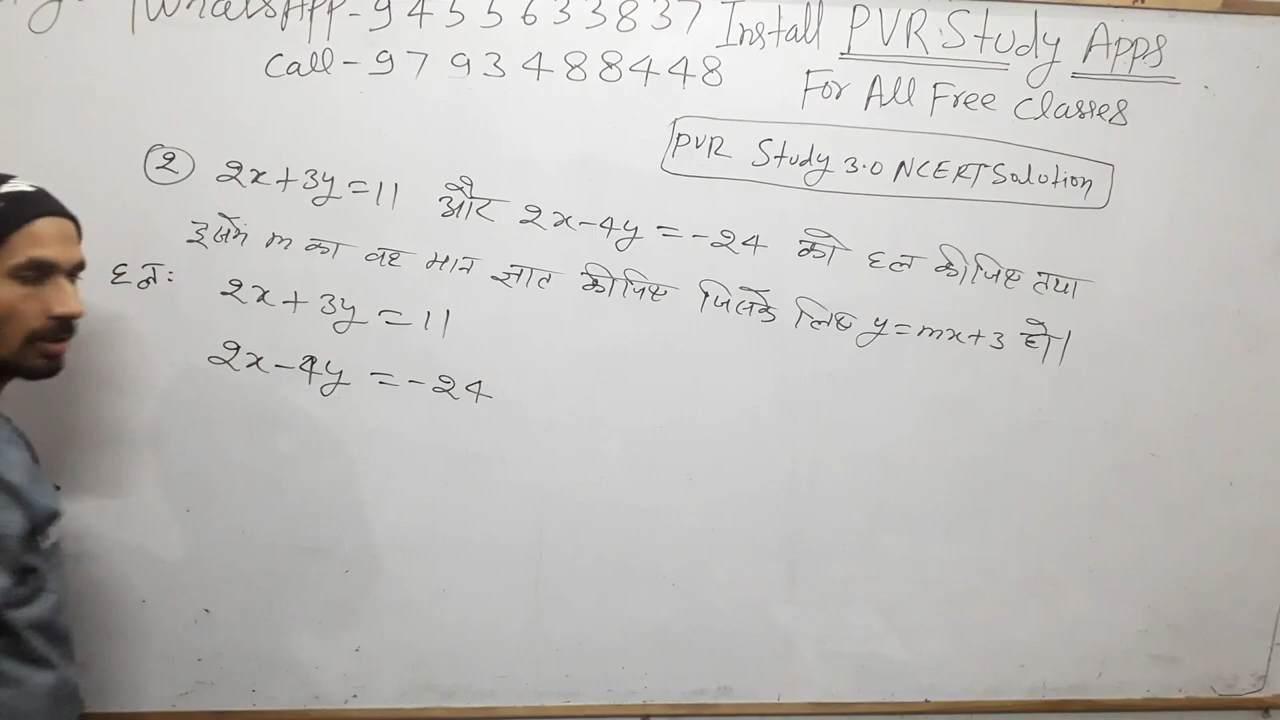 WhatsApp-9455633837 Install PVR Study Apps
Call-9793488448 For All Free Classes
PVR Study 3.0 NCERT Solution
② 2x+3y=11 और 2x-4y=-24 को हल कीजिए तथा
इसमें m का वह मान ज्ञात कीजिए जिसके लिए y=mx+3 हो।
हल: 2x+3y=11
2x-4y=-24